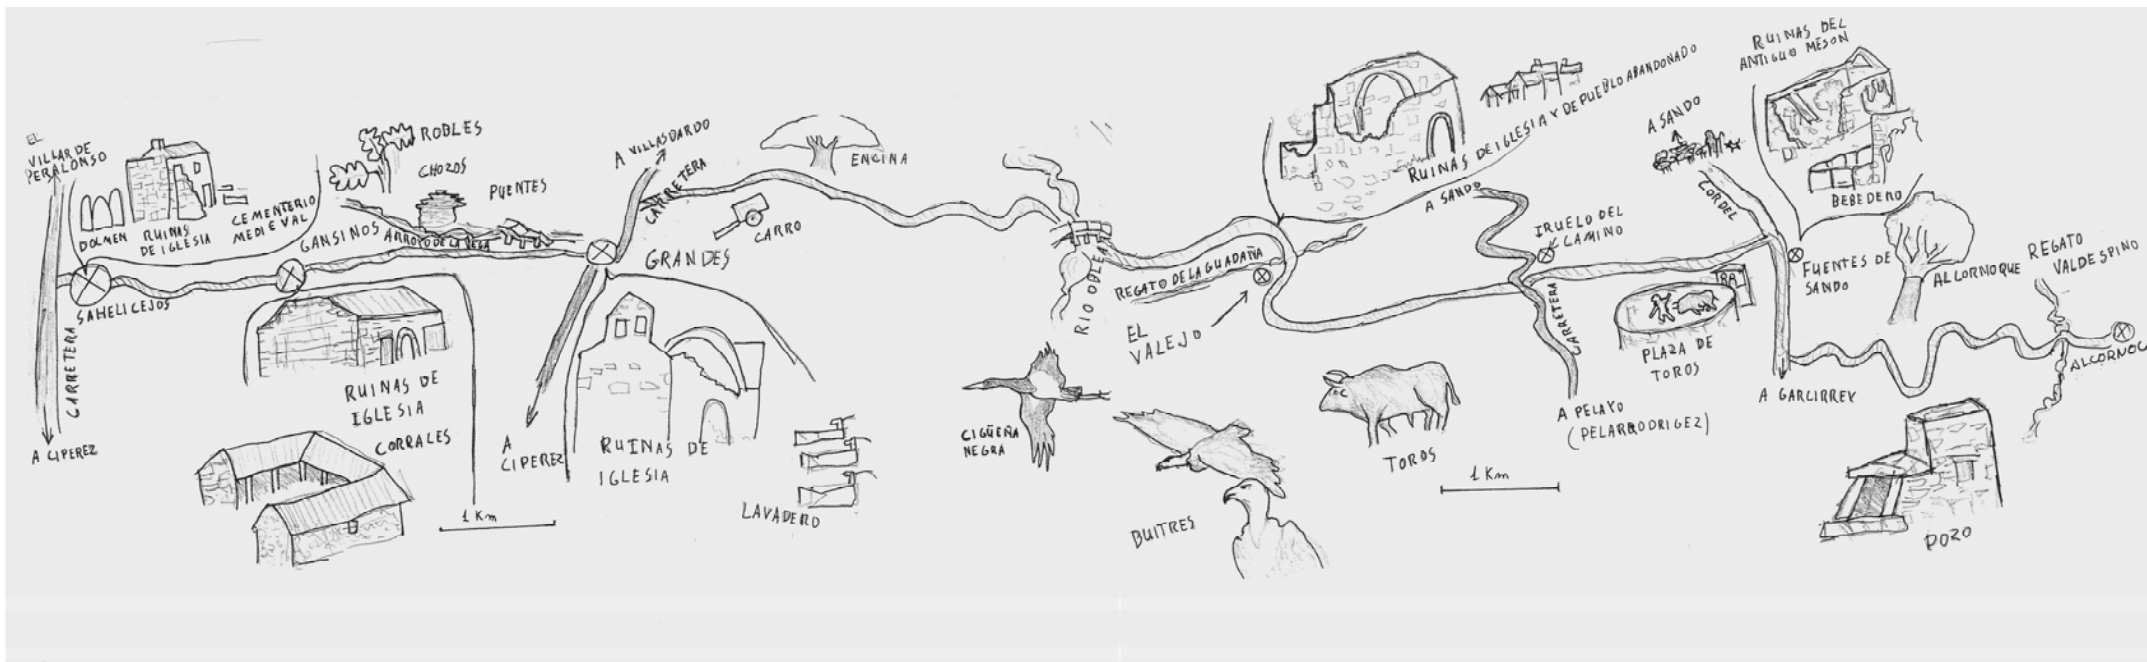 EL
VILLAR DE
PERALONSO
DOLMEN
RUINAS
DE IGLESIA
CEMENTERIO
MEDIEVAL
ROBLES
CHOZOS
PUENTES
GANSINOS
ARROYO DE LA VEGA
SAHELICEJOS
CARRETERA
A CIPEREZ
RUINAS DE
IGLESIA
CORRALES
1 Km
A VILLASDARDO
CARRETERA
GRANDES
A
CIPEREZ
RUINAS DE
IGLESIA
LAVADERO
ENCINA
CARRO
RIO OBLEA
CIGÜEÑA
NEGRA
BUITRES
REGATO DE LA GUADAÑA
EL
VALEJO
RUINAS DE IGLESIA Y DE PUEBLO ABANDONADO
A SANDO
IRUELO DEL
CAMINO
CARRETERA
A PELAYO
(PELARRODRIGEZ)
TOROS
1 Km
A SANDO
CORDEL
RUINAS DEL
ANTIGUO MESON
BEBEDERO
FUENTES DE
SANDO
PLAZA DE
TOROS
A GARCIRREY
ALCORNOQUE
REGATO
VALDESPINO
ALCORNOC
POZO